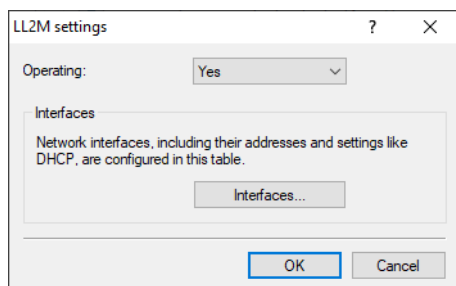 LL2M settings
?
Operating:
Yes
Interfaces
Network interfaces, including their addresses and settings like
DHCP, are configured in this table.
Interfaces...
OK
Cancel